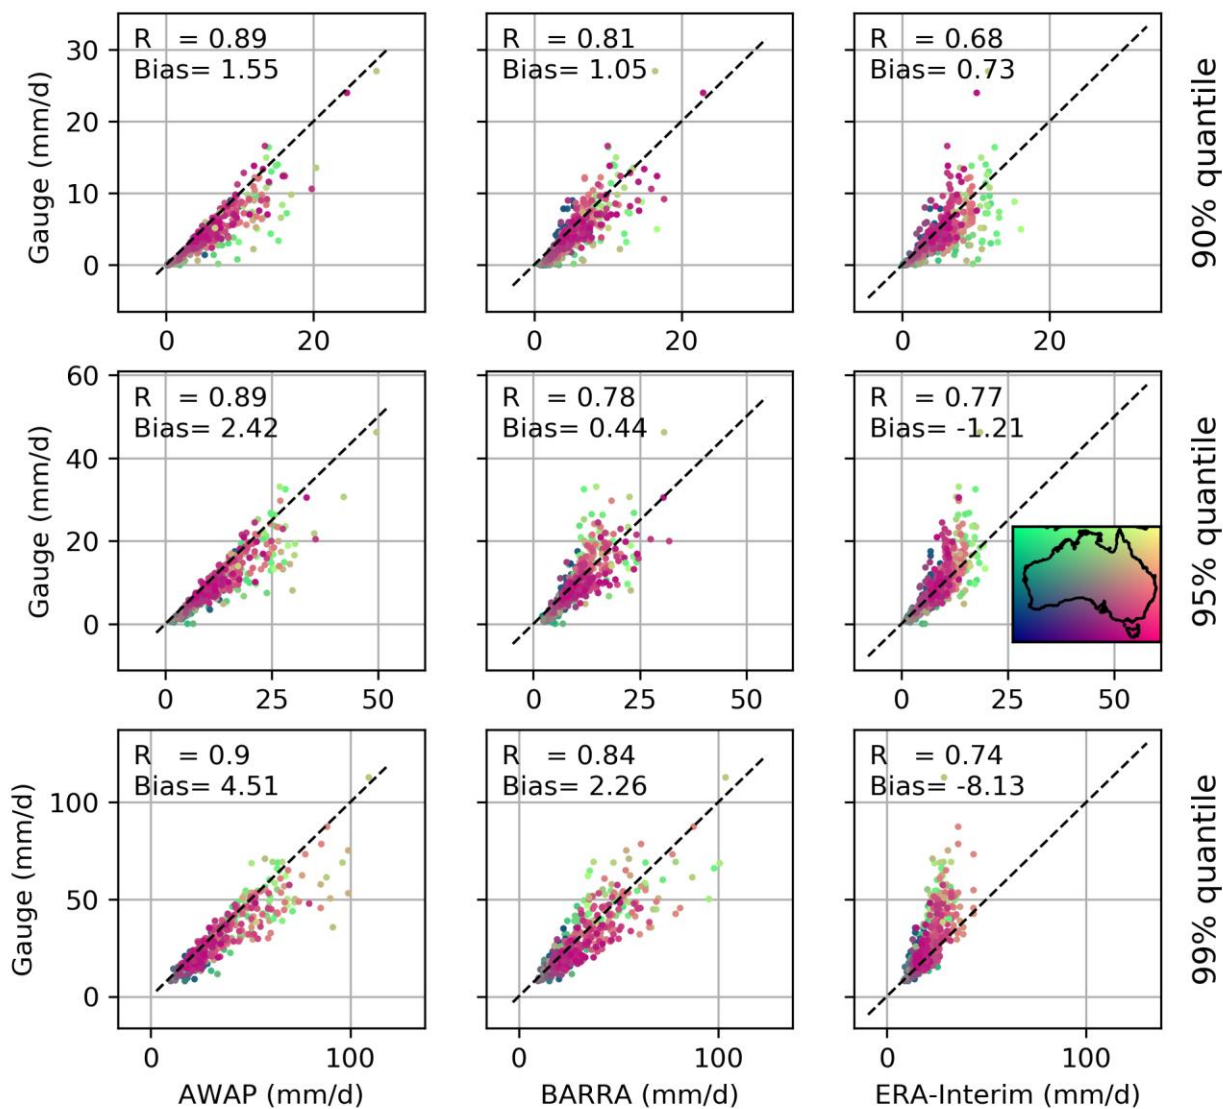 R = 0.89
Bias= 1.55
R = 0.81
Bias= 1.05
R = 0.68
Bias= 0.73
30
20
10
0
Gauge (mm/d)
90% quantile
0 20
0 20
0 20
R = 0.89
Bias= 2.42
R = 0.78
Bias= 0.44
R = 0.77
Bias= -1.21
60
40
20
0
Gauge (mm/d)
95% quantile
0 25 50
0 25 50
0 25 50
R = 0.9
Bias= 4.51
R = 0.84
Bias= 2.26
R = 0.74
Bias= -8.13
100
50
0
Gauge (mm/d)
99% quantile
0 100
0 100
0 100
AWAP (mm/d)
BARRA (mm/d)
ERA-Interim (mm/d)